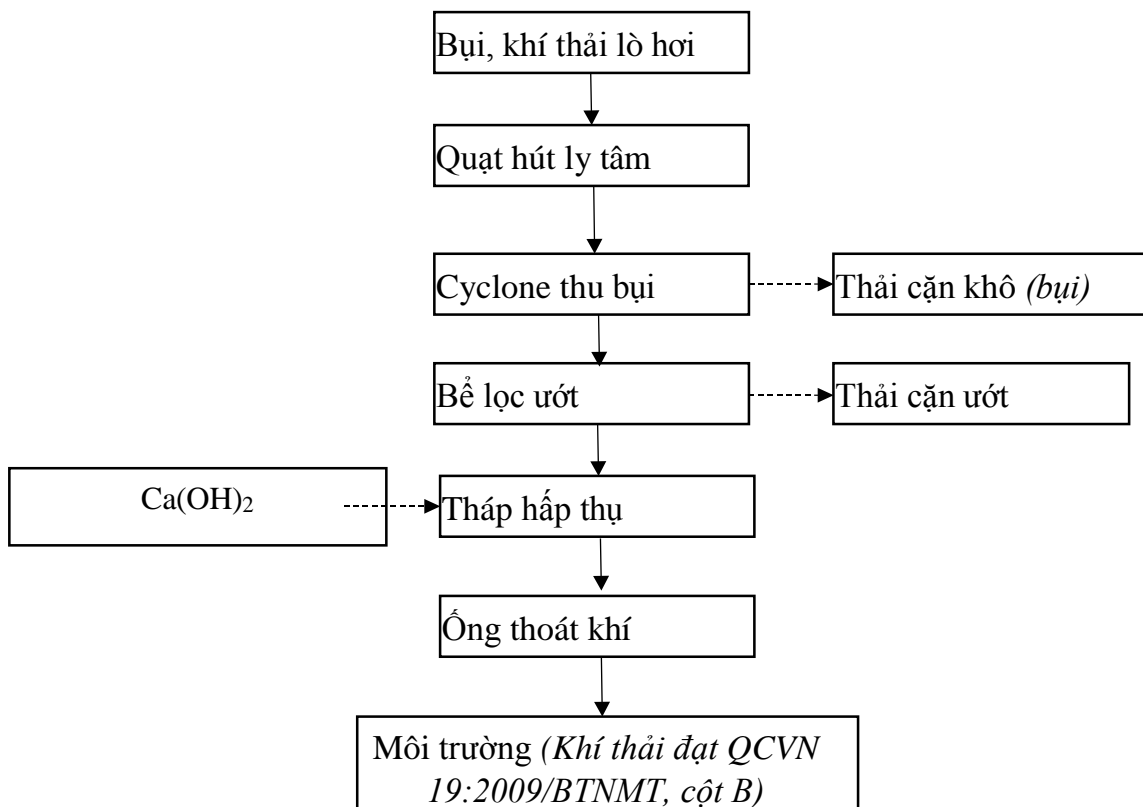 Bụi, khí thải lò hơi
Quạt hút ly tâm
Cyclone thu bụi
Thải cặn khô (bụi)
Bể lọc ướt
Thải cặn ướt
Ca(OH)2
Tháp hấp thụ
Ống thoát khí
Môi trường (Khí thải đạt QCVN
19:2009/BTNMT, cột B)